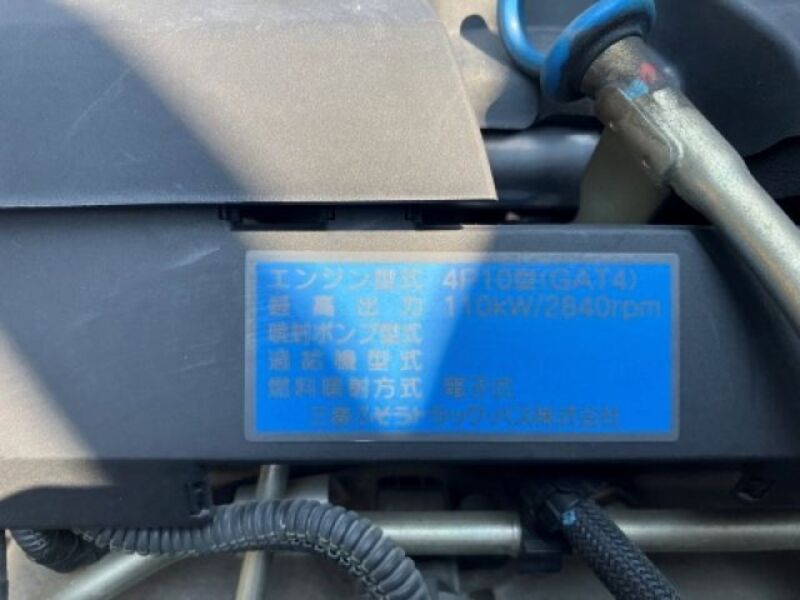 エンジン型式 4P10型(GAT4)
最高出力 110kW/2840rpm
噴射ポンプ型式
過給機型式
燃料噴射方式 電子式
三菱ふそうトラック・バス株式会社